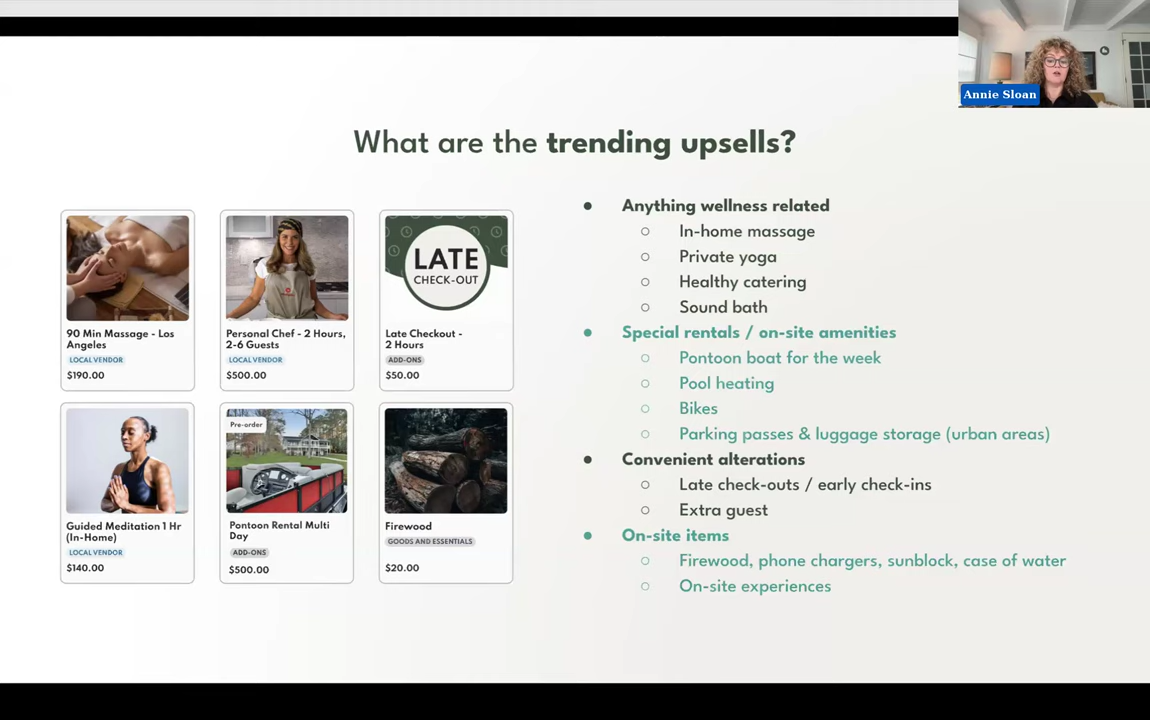 Annie Sloan
What are the trending upsells?
LATE
CHECK-OUT
90 Min Massage - Los
Angeles
LOCAL VENDOR
$190.00
Personal Chef - 2 Hours,
2-6 Guests
LOCAL VENDOR
$500.00
Late Checkout -
2 Hours
ADD-ONS
$50.00
Guided Meditation 1 Hr
(In-Home)
LOCAL VENDOR
$140.00
Pre-order
Pontoon Rental Multi
Day
ADD-ONS
$500.00
Firewood
GOODS AND ESSENTIALS
$20.00
● Anything wellness related
○ In-home massage
○ Private yoga
○ Healthy catering
○ Sound bath
● Special rentals / on-site amenities
○ Pontoon boat for the week
○ Pool heating
○ Bikes
○ Parking passes & luggage storage (urban areas)
● Convenient alterations
○ Late check-outs / early check-ins
○ Extra guest
● On-site items
○ Firewood, phone chargers, sunblock, case of water
○ On-site experiences